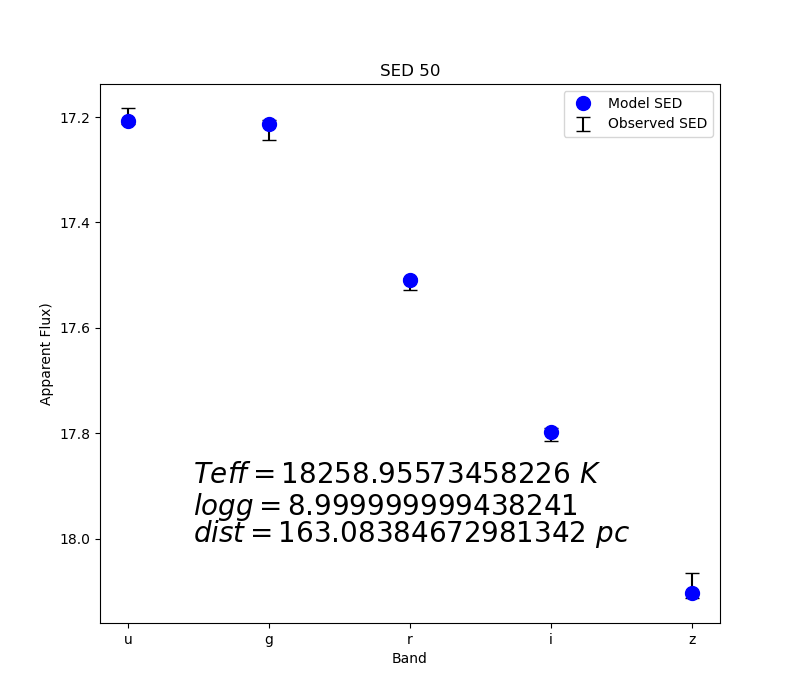 SED 50
Model SED
Observed SED
17.2
17.4
17.6
17.8
18.0
Apparent Flux)
Teff = 18258.95573458226 K
logg = 8.999999999438241
dist = 163.08384672981342 pc
u g r i z
Band